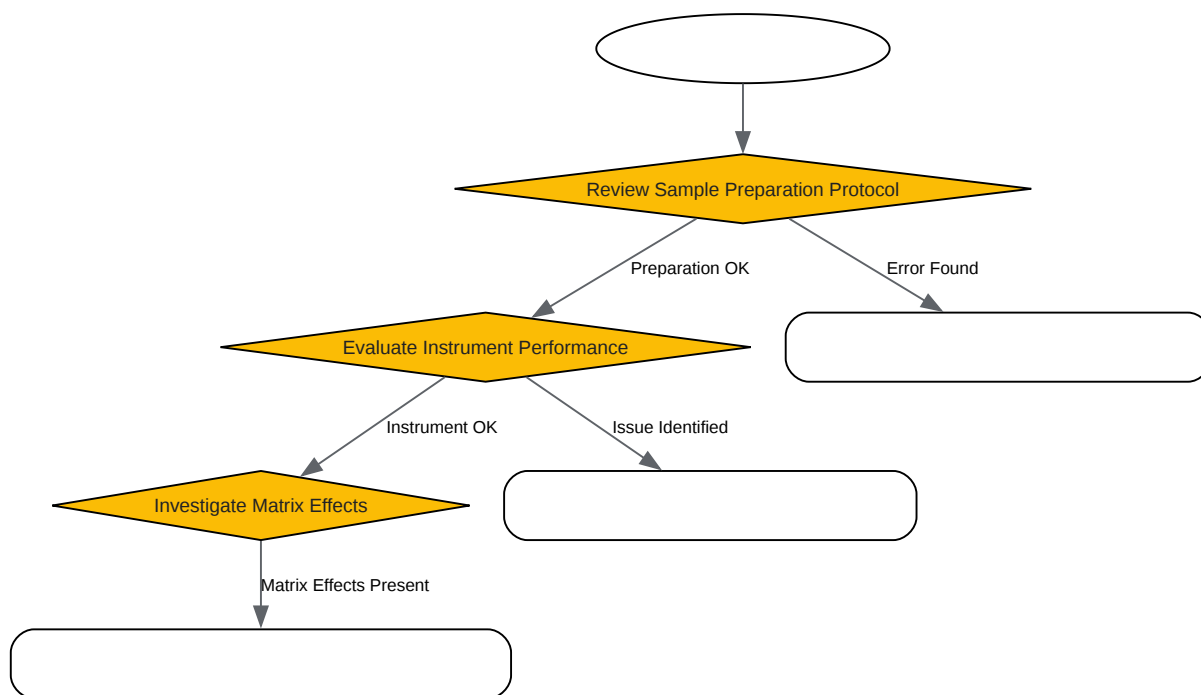 Review Sample Preparation Protocol
Preparation OK
Error Found
Evaluate Instrument Performance
Instrument OK
Issue Identified
Investigate Matrix Effects
Matrix Effects Present